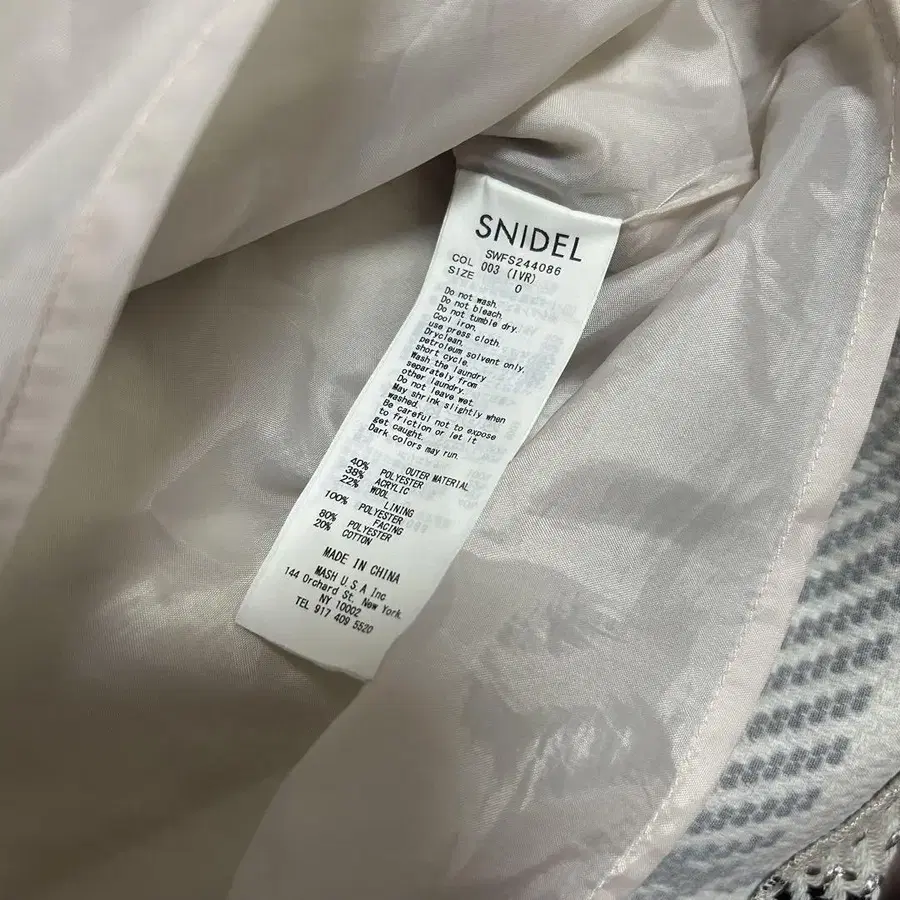 SNIDEL
SWFS244086
COL 003 (IVR)
SIZE 0
Do not wash.
Do not bleach.
Do not tumble dry.
Cool iron.
use press cloth.
Dryclean.
petroleum solvent only.
short cycle.
Wash the laundry
separately from
other laundry.
Do not leave wet.
May shrink slightly when
washed.
Be careful not to expose
to friction or let it
get caught.
Dark colors may run.
OUTER MATERIAL
40% POLYESTER
38% ACRYLIC
22% WOOL
LINING
100% POLYESTER
FACING
80% POLYESTER
20% COTTON
MADE IN CHINA
MASH U.S.A Inc
144 Orchard St. New York.
NY 10002
TEL 917 409 5520